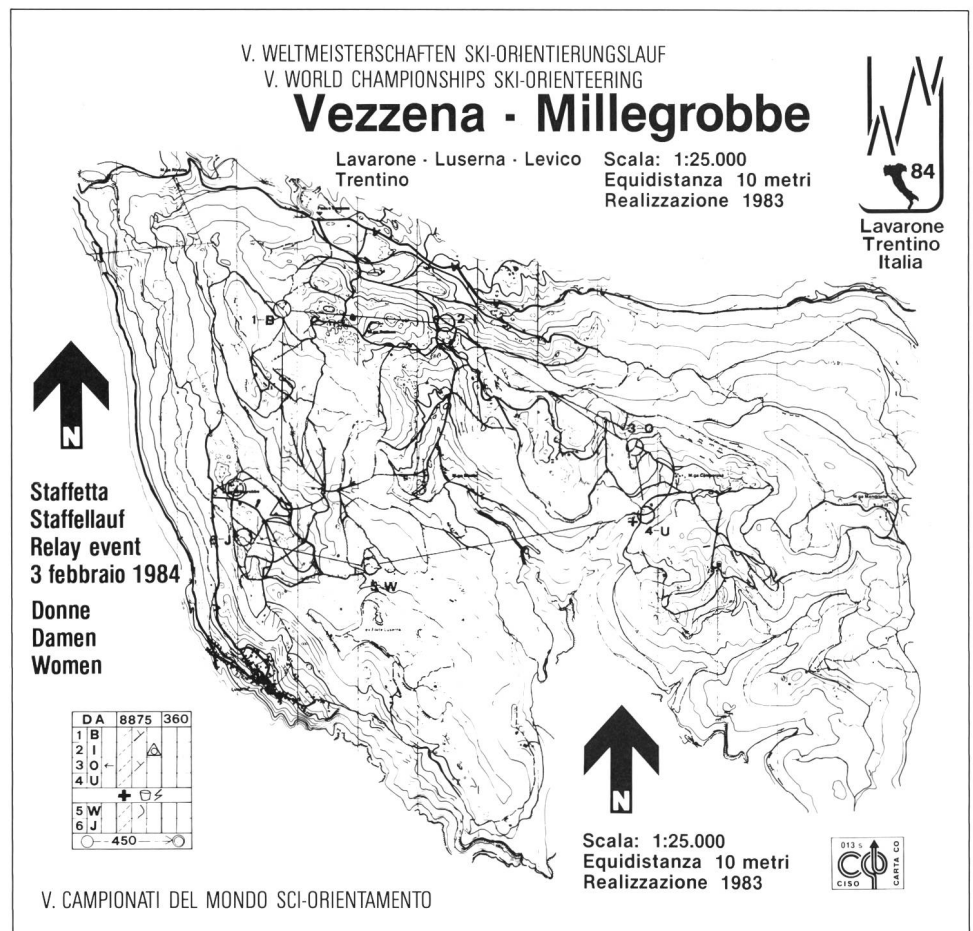 V. WELTMEISTERSCHAFTEN SKI-ORIENTIERUNGSLAUF
V. WORLD CHAMPIONSHIPS SKI-ORIENTEERING
Vezzena - Millegrobbe
Lavarone - Luserna - Levico
Trentino
Scala: 1:25.000
Equidistanza 10 metri
Realizzazione 1983
84
Lavarone
Trentino
Italia
1-B
2-I
3 O
4-U
5 W
6 J
N
Staffetta
Staffellauf
Relay event
3 febbraio 1984
Donne
Damen
Women
DA 8875 360
1 B
2 I
3 O
4 U
5 W
6 J
450
N
Scala: 1:25.000
Equidistanza 10 metri
Realizzazione 1983
013 s
CISO
CARTA CO
V. CAMPIONATI DEL MONDO SCI-ORIENTAMENTO